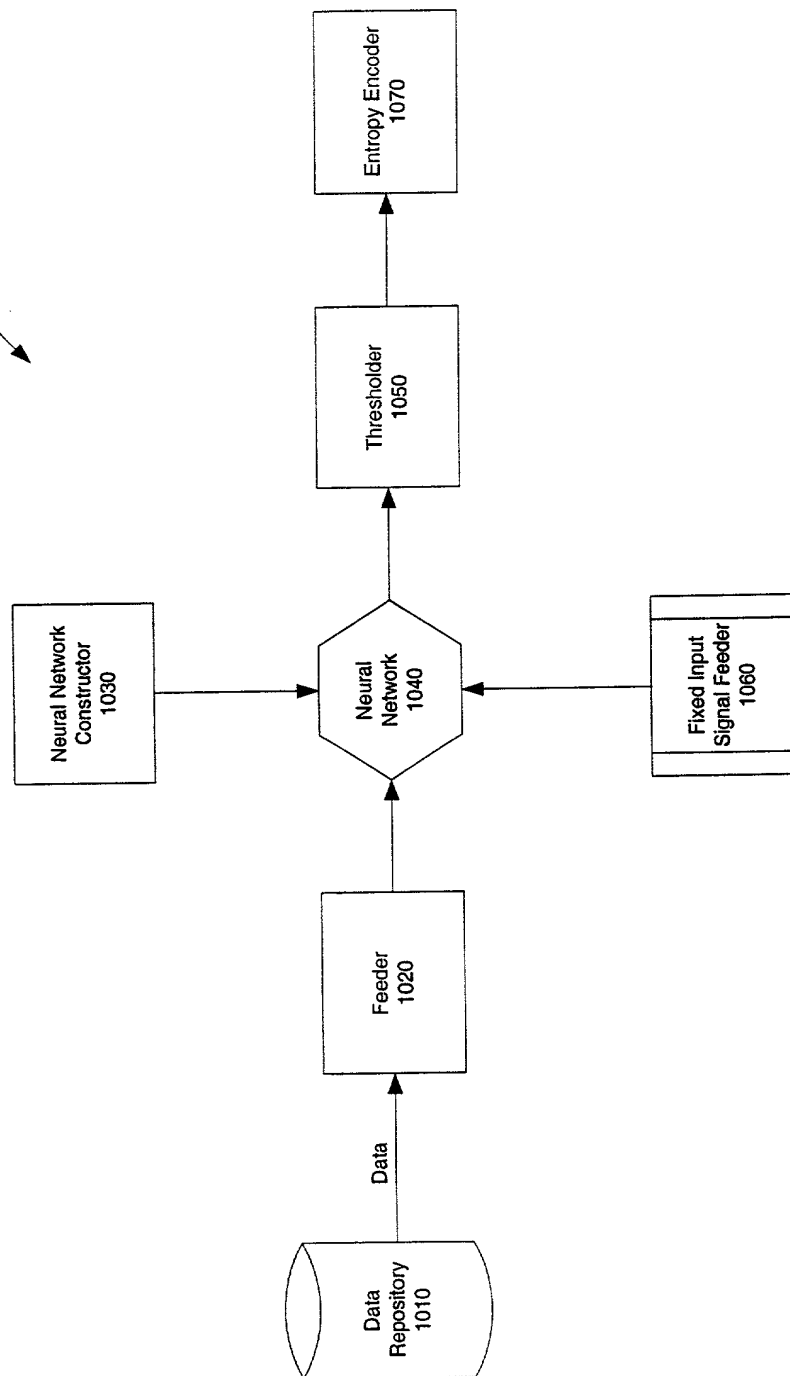 Data
Repository
1010
Data
Feeder
1020
Neural Network
Constructor
1030
Neural
Network
1040
Fixed Input
Signal Feeder
1060
Thresholder
1050
Entropy Encoder
1070